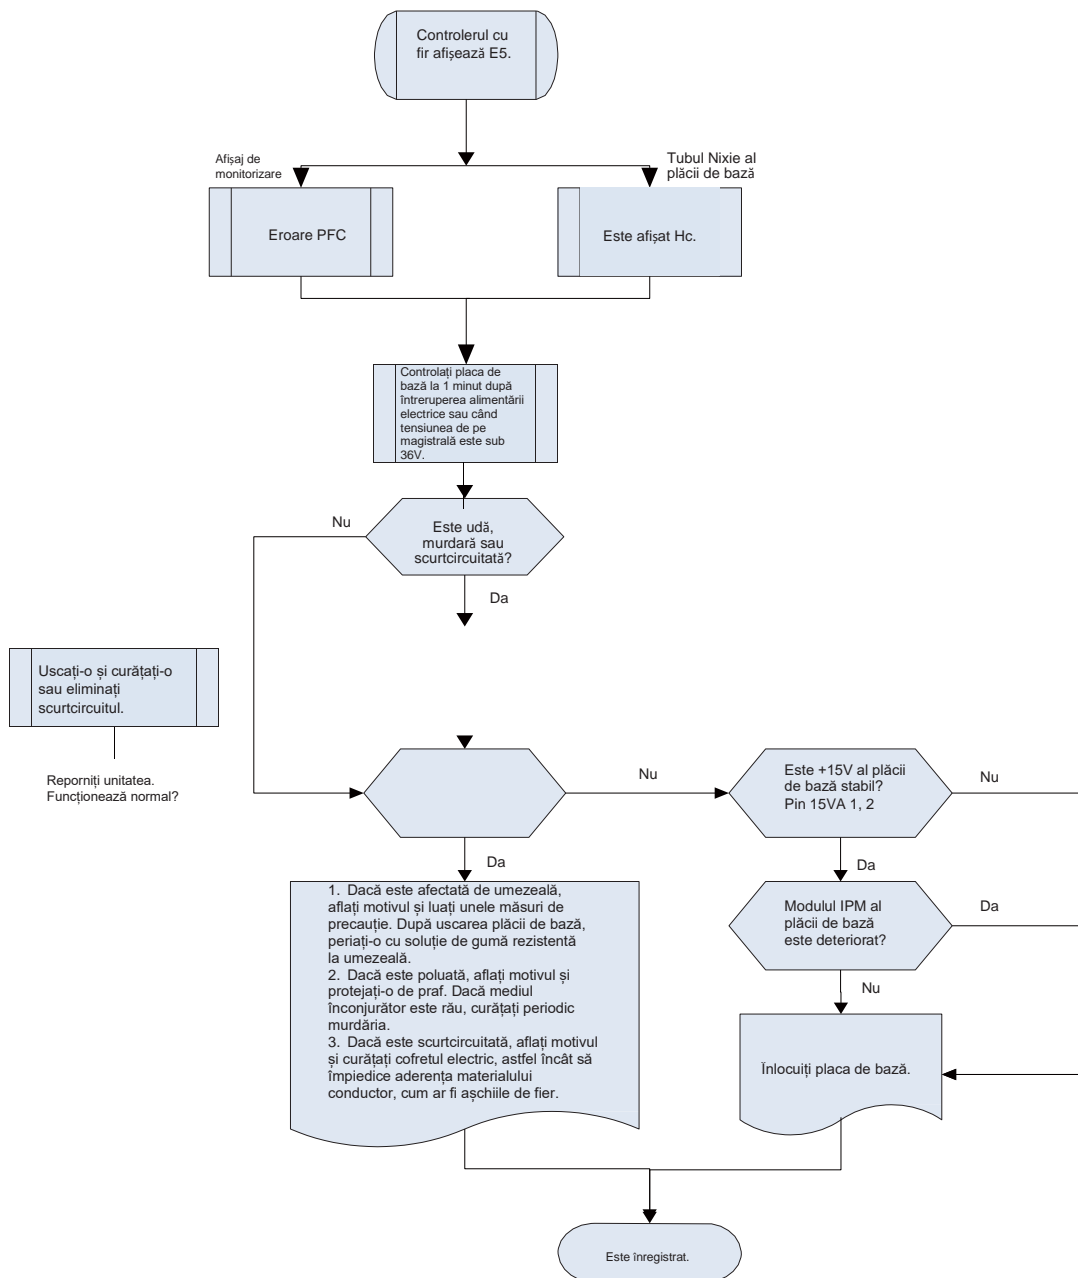 Controlerul cu
fir afișează E5.
Afișaj de
monitorizare
Tubul Nixie al
plăcii de bază
Eroare PFC
Este afișat Hc.
Controlați placa de
bază la 1 minut după
întreruperea alimentării
electrice sau când
tensiunea de pe
magistrală este sub
36V.
Nu
Este udă,
murdară sau
scurtcircuitată?
Da
Uscați-o și curățați-o
sau eliminați
scurtcircuitul.
Reporniți unitatea.
Funcționează normal?
Nu
Este +15V al plăcii
de bază stabil?
Pin 15VA 1, 2
Nu
Da
Da
1. Dacă este afectată de umezeală,
aflați motivul și luați unele măsuri de
precauție. După uscarea plăcii de bază,
periați-o cu soluție de gumă rezistentă
la umezeală.
2. Dacă este poluată, aflați motivul și
protejați-o de praf. Dacă mediul
înconjurător este rău, curățați periodic
murdăria.
3. Dacă este scurtcircuitată, aflați motivul
și curățați cofretul electric, astfel încât să
împiedice aderența materialului
conductor, cum ar fi așchiile de fier.
Modulul IPM al
plăcii de bază
este deteriorat?
Da
Nu
Înlocuiți placa de bază.
Este înregistrat.